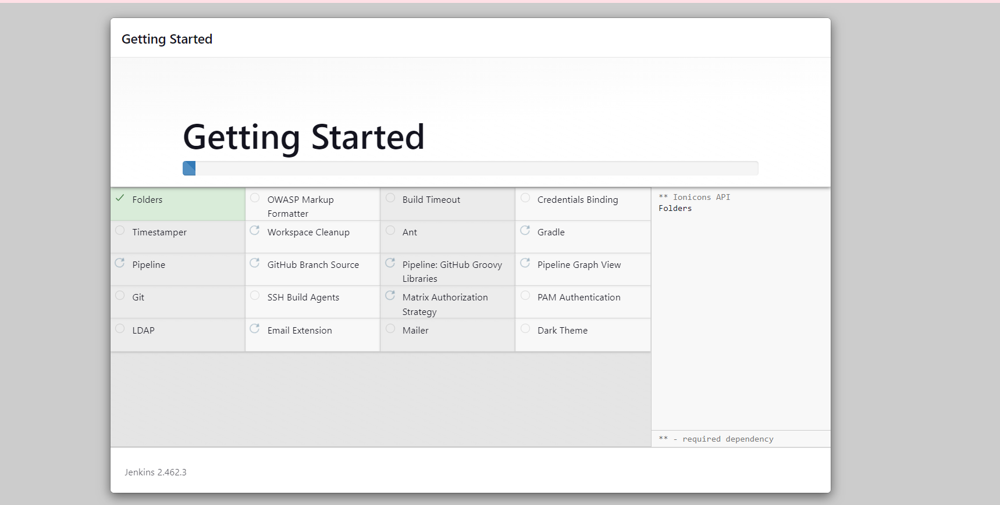 Getting Started
Getting Started
Folders
OWASP Markup
Formatter
Build Timeout
Credentials Binding
Timestamper
Workspace Cleanup
Ant
Gradle
Pipeline
GitHub Branch Source
Pipeline: GitHub Groovy
Libraries
Pipeline Graph View
Git
SSH Build Agents
Matrix Authorization
Strategy
PAM Authentication
LDAP
Email Extension
Mailer
Dark Theme
** Ionicons API
Folders
** - required dependency
Jenkins 2.462.3